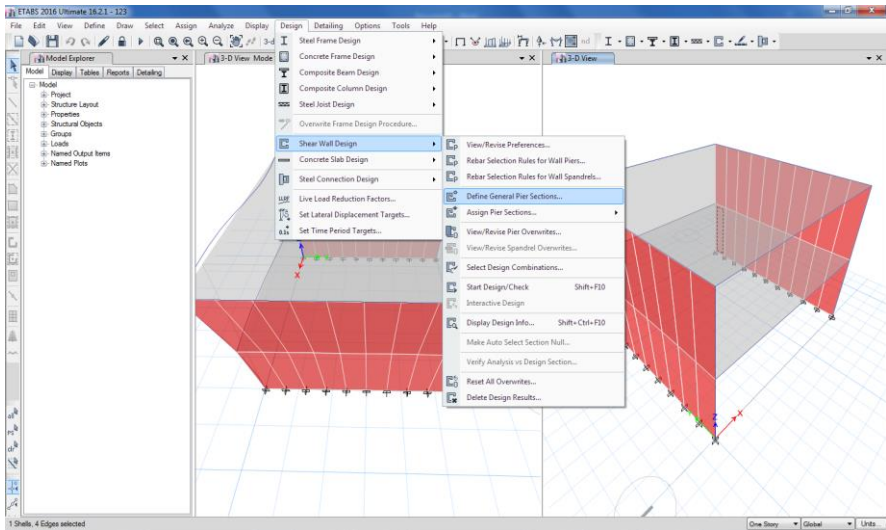 ETABS 2016 Ultimate 16.2.1 - 123
File Edit View Define Draw Select Assign Analyze Display Design Detailing Options Tools Help
3-d
nd
Model Explorer
Model Display Tables Reports Detailing
Model
Project
Structure Layout
Properties
Structural Objects
Groups
Loads
Named Output Items
Named Plots
3-D View Mode
3-D View
Steel Frame Design
Concrete Frame Design
Composite Beam Design
Composite Column Design
Steel Joist Design
Overwrite Frame Design Procedure...
Shear Wall Design
Concrete Slab Design
Steel Connection Design
Live Load Reduction Factors...
Set Lateral Displacement Targets...
Set Time Period Targets...
View/Revise Preferences...
Rebar Selection Rules for Wall Piers...
Rebar Selection Rules for Wall Spandrels...
Define General Pier Sections...
Assign Pier Sections...
View/Revise Pier Overwrites...
View/Revise Spandrel Overwrites...
Select Design Combinations...
Start Design/Check Shift+F10
Interactive Design
Display Design Info... Shift+Ctrl+F10
Make Auto Select Section Null...
Verify Analysis vs Design Section...
Reset All Overwrites...
Delete Design Results...
X
Z
X
1 Shells, 4 Edges selected
One Story Global Units...